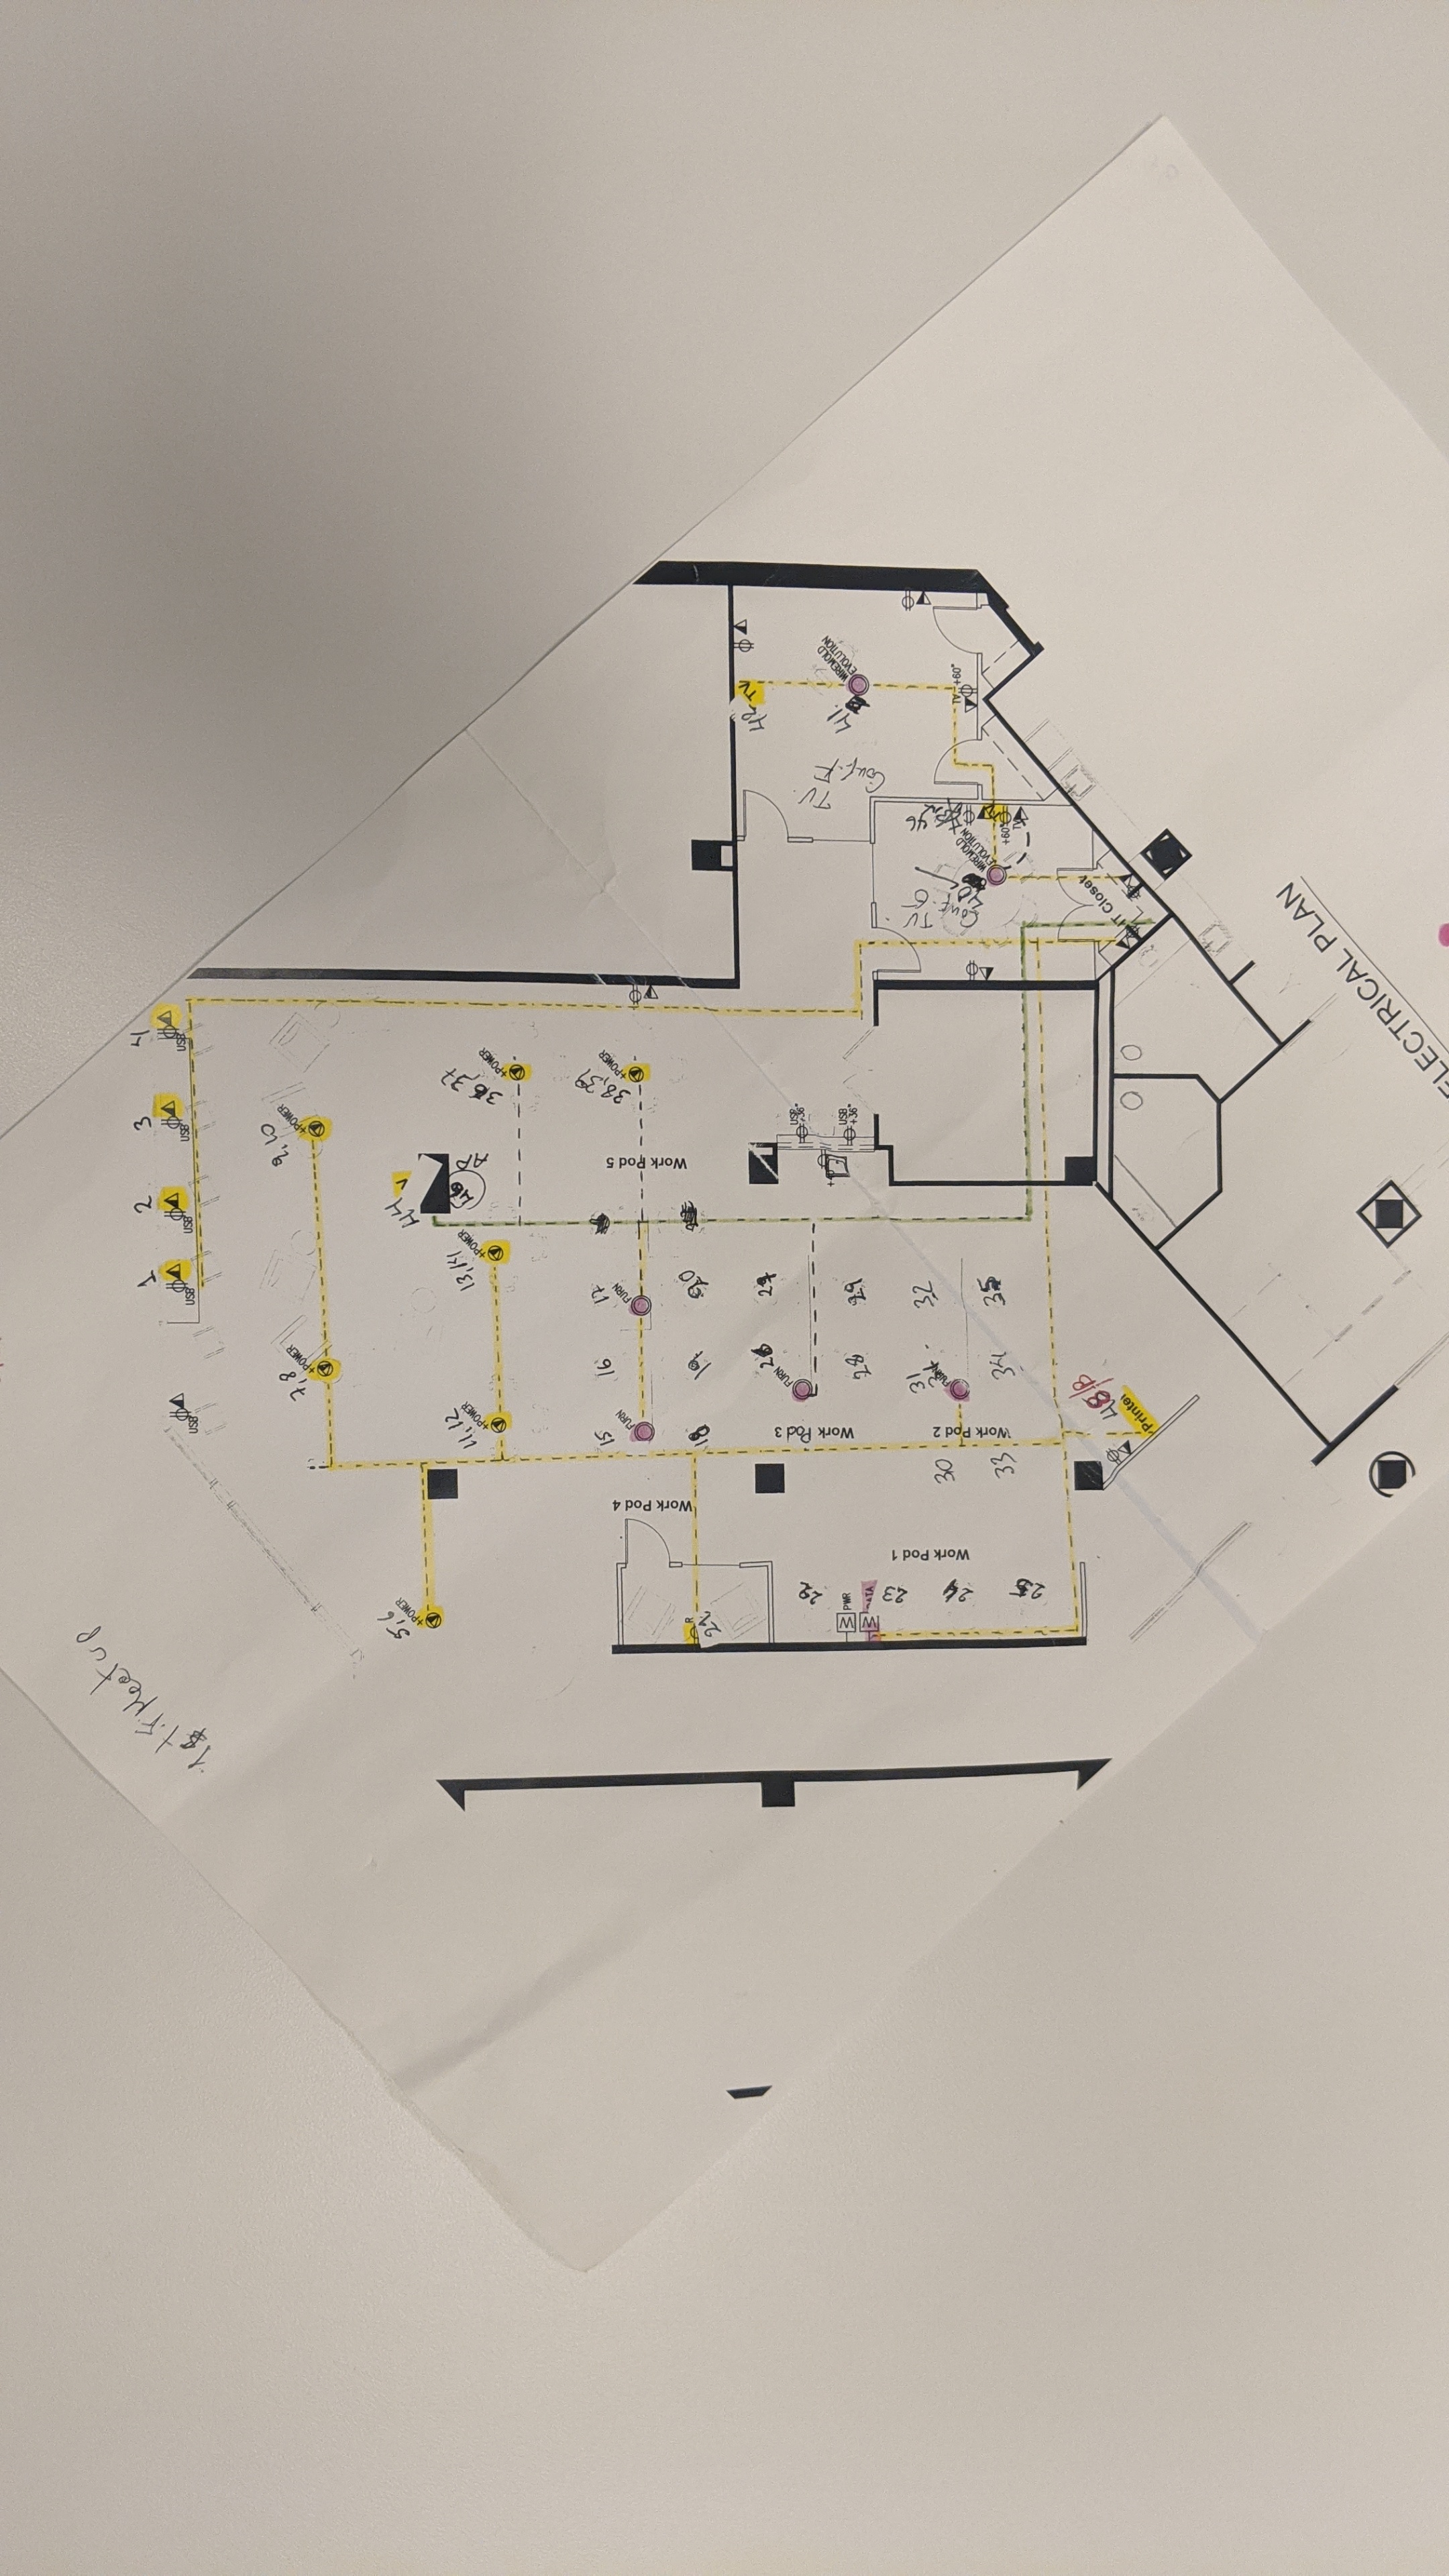 1st.F Meet up
1
2
3
4
USB
USB
USB
USB
USB
7,8
+POWER
9,10
+POWER
5,6
+POWER
44
11,12
+POWER
13,14
+POWER
46
AP
36,37
+POWER
15
FURN
16
17
FURN
38,39
+POWER
Work Pod 4
Work Pod 5
21
18
19
20
42
TV
26
27
FURN
Work Pod 3
22
USB
+36"
TV
Conf. F
W
PWR
W
DATA
USB
+36"
41
WIREMOLD
EVOLUTION
28
29
23
Work Pod 1
30
31
32
FURN
Work Pod 2
24
TV
40
WIREMOLD
EVOLUTION
46
TV
+60"
33
34
35
25
+60"
TV
48/B
Printer
IT Closet
ELECTRICAL PLAN